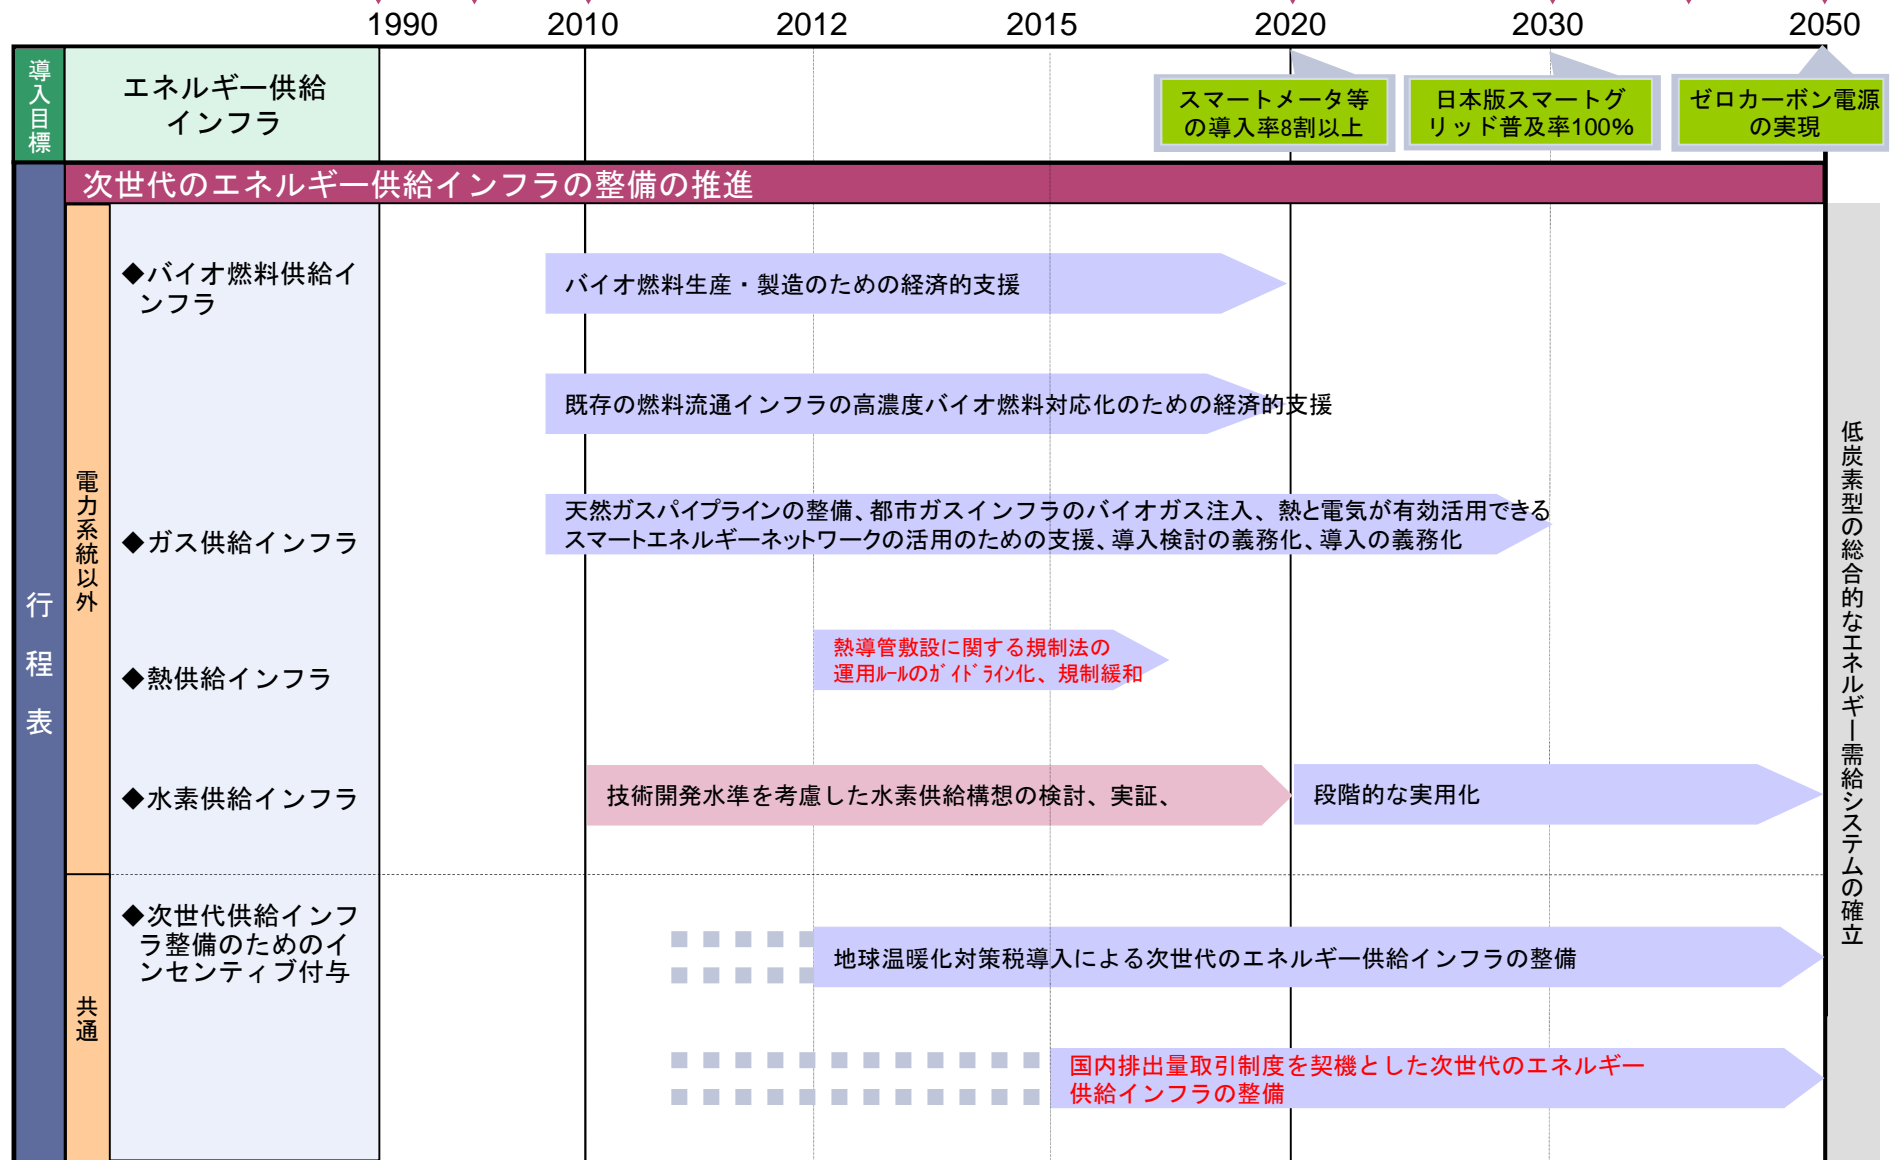 1990 2010 2012 2015 2020 2030 2050
導入目標
エネルギー供給
インフラ
スマートメータ等
の導入率8割以上
日本版スマートグ
リッド普及率100%
ゼロカーボン電源
の実現
行程表
次世代のエネルギー供給インフラの整備の推進
電力系統以外
◆バイオ燃料供給イ
ンフラ
バイオ燃料生産・製造のための経済的支援
既存の燃料流通インフラの高濃度バイオ燃料対応化のための経済的支援
◆ガス供給インフラ
天然ガスパイプラインの整備、都市ガスインフラのバイオガス注入、熱と電気が有効活用できる
スマートエネルギーネットワークの活用のための支援、導入検討の義務化、導入の義務化
◆熱供給インフラ
熱導管敷設に関する規制法の
運用ﾙｰﾙのｶﾞｲﾄﾞﾗｲﾝ化、規制緩和
◆水素供給インフラ
技術開発水準を考慮した水素供給構想の検討、実証、
段階的な実用化
共通
◆次世代供給インフ
ラ整備のためのイ
ンセンティブ付与
地球温暖化対策税導入による次世代のエネルギー供給インフラの整備
国内排出量取引制度を契機とした次世代のエネルギー
供給インフラの整備
低炭素型の総合的なエネルギー需給システムの確立